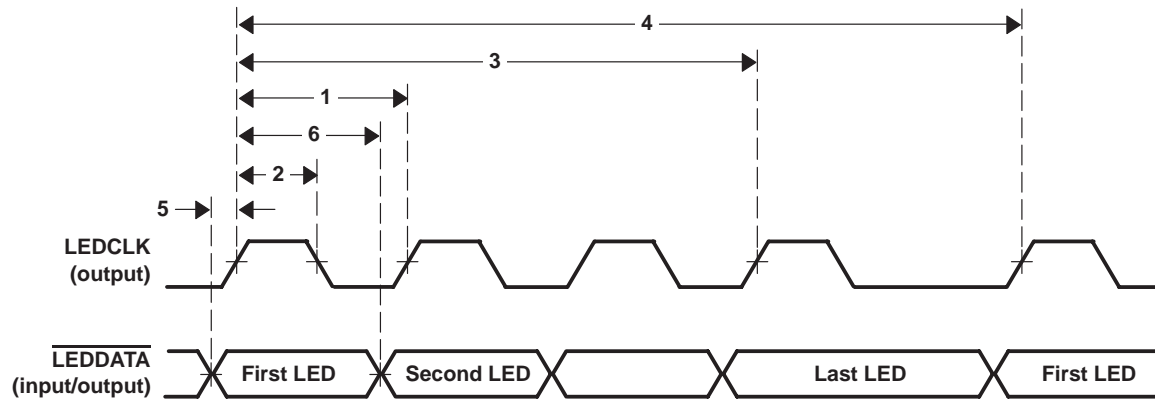 4
3
1
6
2
5
LEDCLK
(output)
LEDDATA
(input/output)
First LED
Second LED
Last LED
First LED